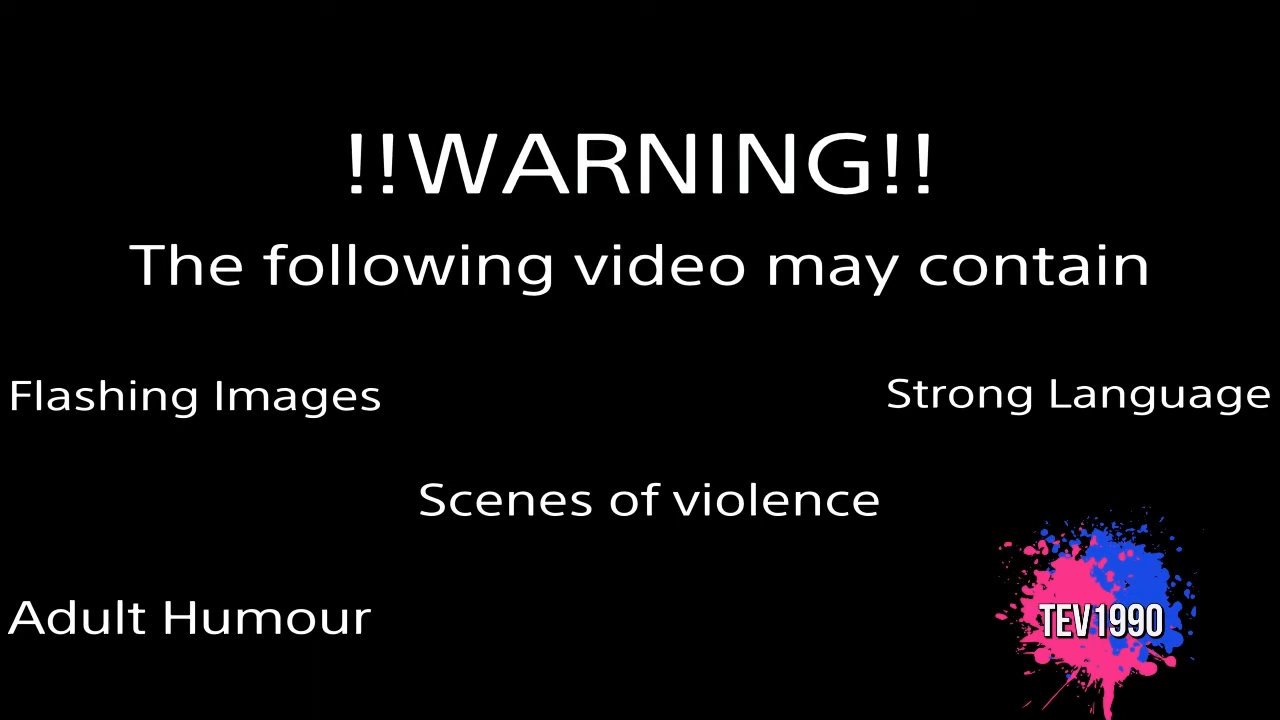 !!WARNING!!
The following video may contain
Flashing Images
Strong Language
Scenes of violence
Adult Humour
TEV1990